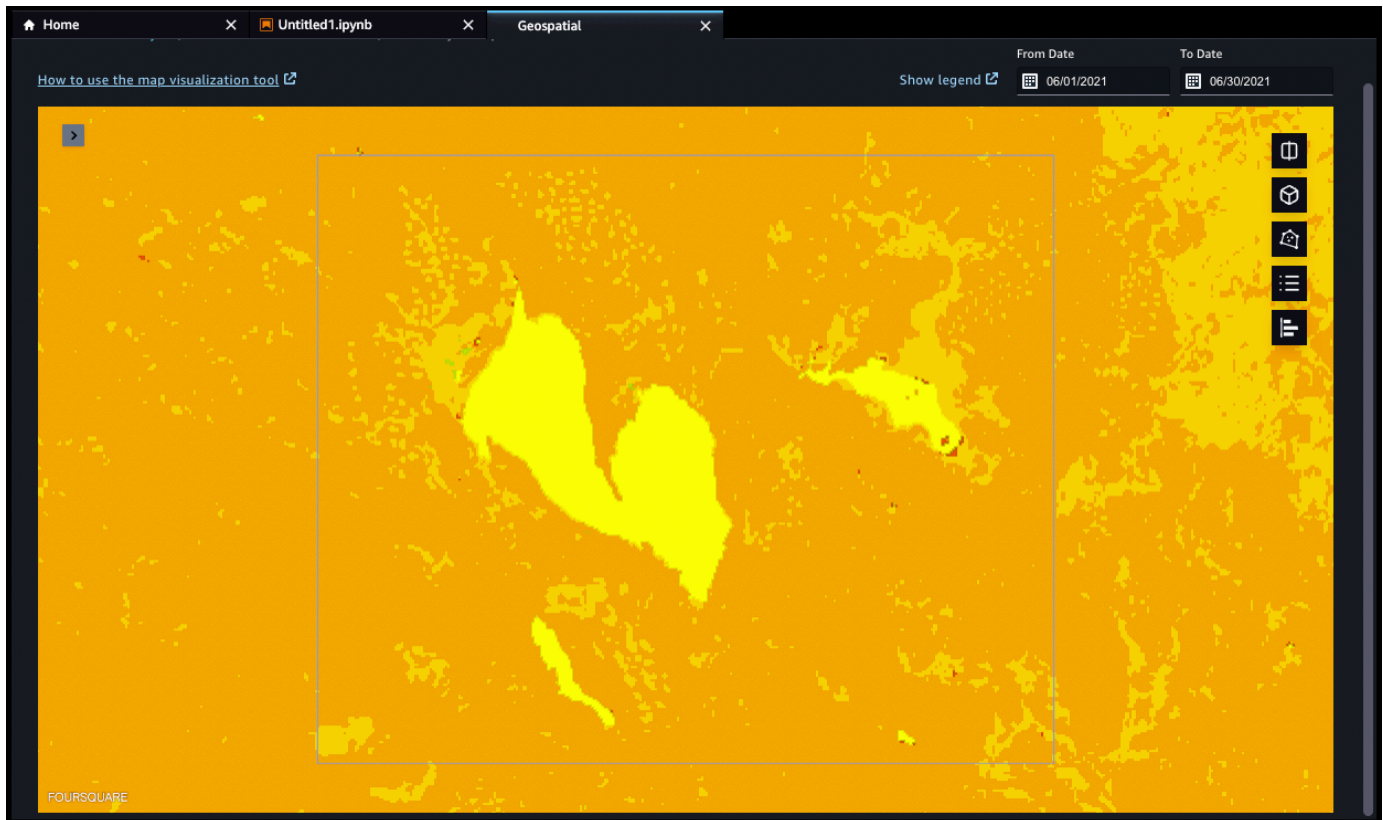 Home
Untitled1.ipynb
Geospatial
How to use the map visualization tool
Show legend
From Date
06/01/2021
To Date
06/30/2021
FOURSQUARE